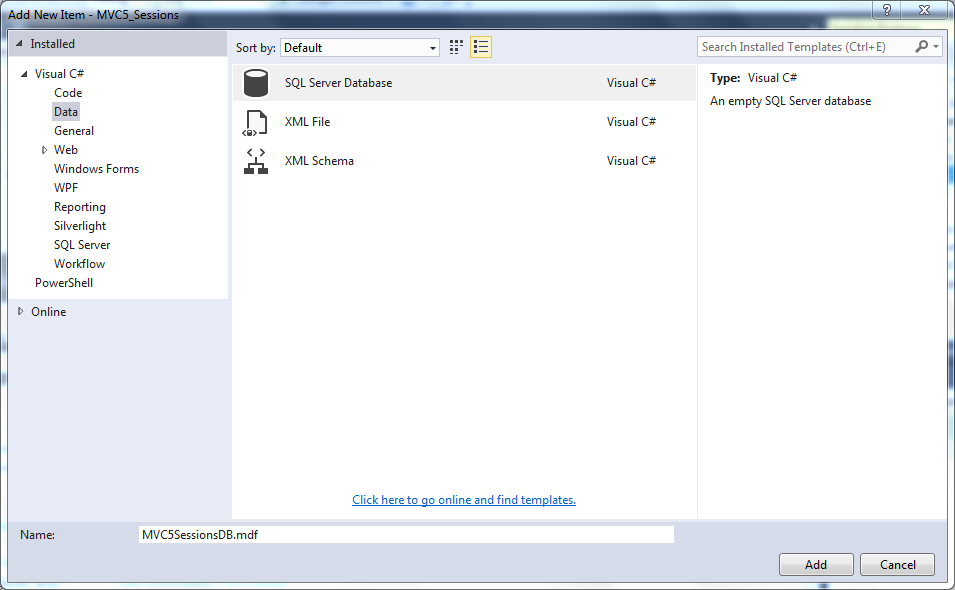 Add New Item - MVC5_Sessions
?
Installed
Sort by: Default
Search Installed Templates (Ctrl+E)
Visual C#
Code
Data
General
Web
Windows Forms
WPF
Reporting
Silverlight
SQL Server
Workflow
PowerShell
Online
SQL Server Database Visual C#
XML File Visual C#
XML Schema Visual C#
Click here to go online and find templates.
Type: Visual C#
An empty SQL Server database
Name: MVC5SessionsDB.mdf
Add Cancel